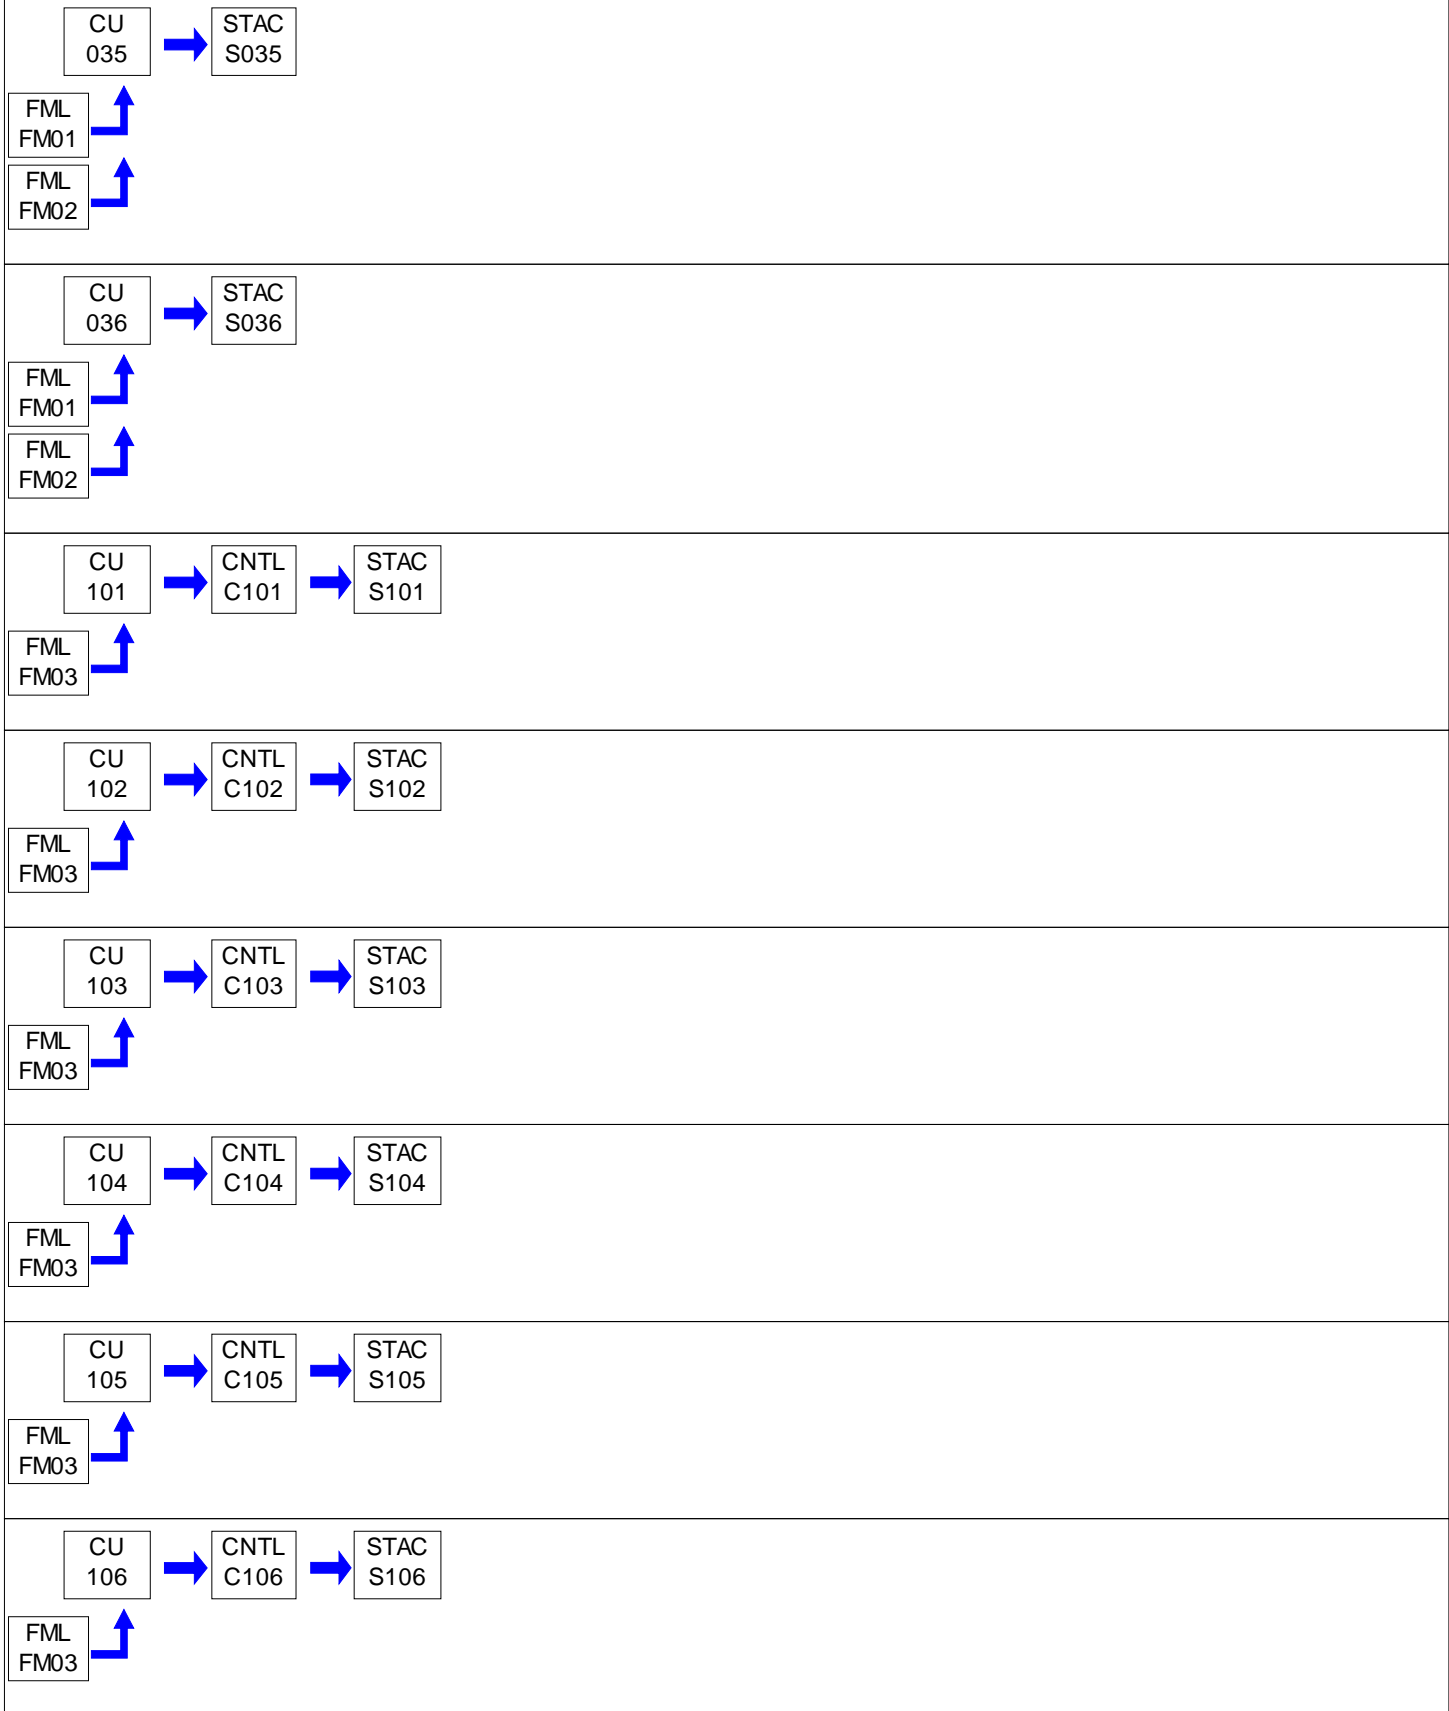 CU
035
STAC
S035
FML
FM01
FML
FM02
CU
036
STAC
S036
FML
FM01
FML
FM02
CU
101
CNTL
C101
STAC
S101
FML
FM03
CU
102
CNTL
C102
STAC
S102
FML
FM03
CU
103
CNTL
C103
STAC
S103
FML
FM03
CU
104
CNTL
C104
STAC
S104
FML
FM03
CU
105
CNTL
C105
STAC
S105
FML
FM03
CU
106
CNTL
C106
STAC
S106
FML
FM03